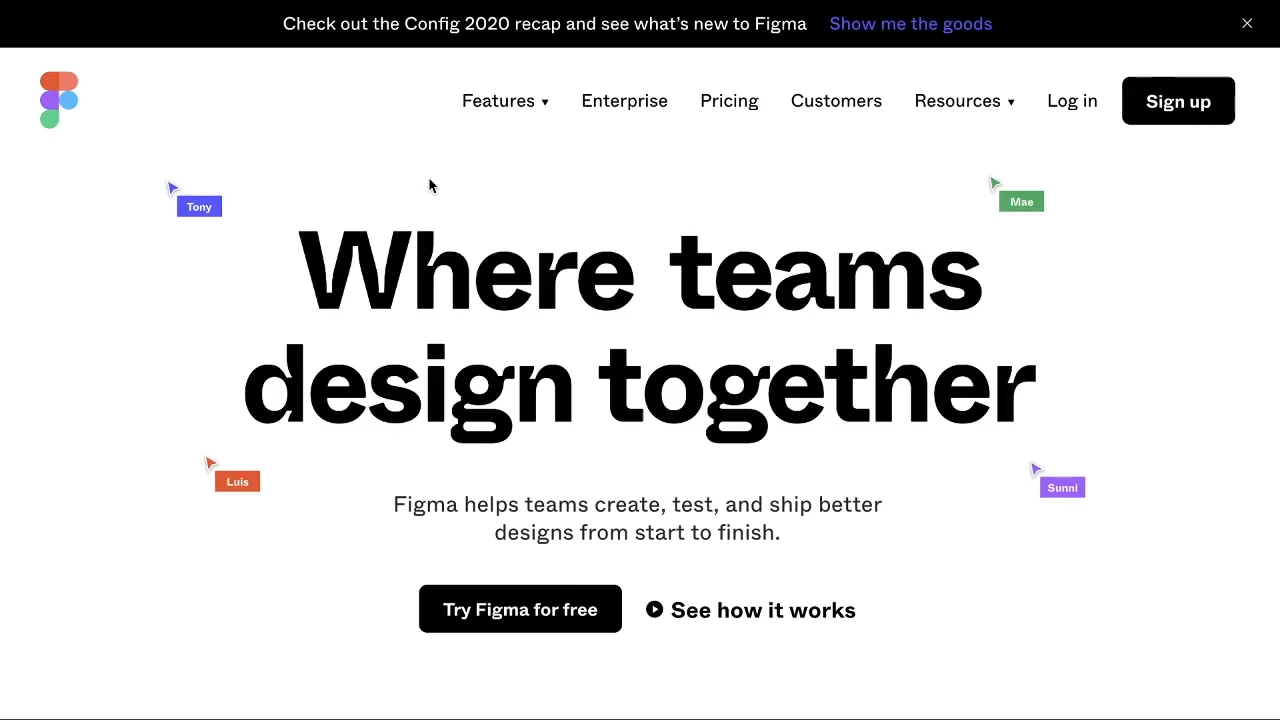 Check out the Config 2020 recap and see what's new to Figma Show me the goods
Features Enterprise Pricing Customers Resources Log in Sign up
Tony
Mae
Where teams
design together
Luis
Sunni
Figma helps teams create, test, and ship better
designs from start to finish.
Try Figma for free See how it works